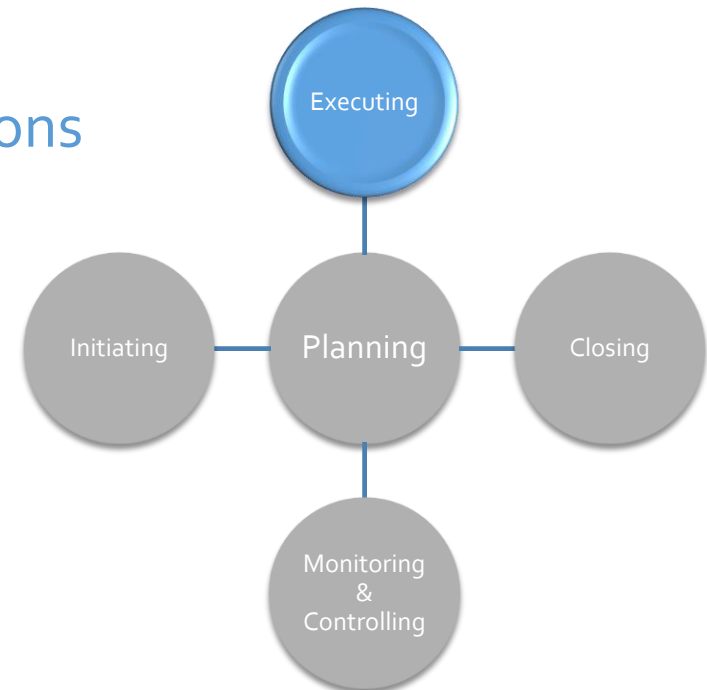 Executing
ons
Initiating
Planning
Closing
Monitoring
&
Controlling